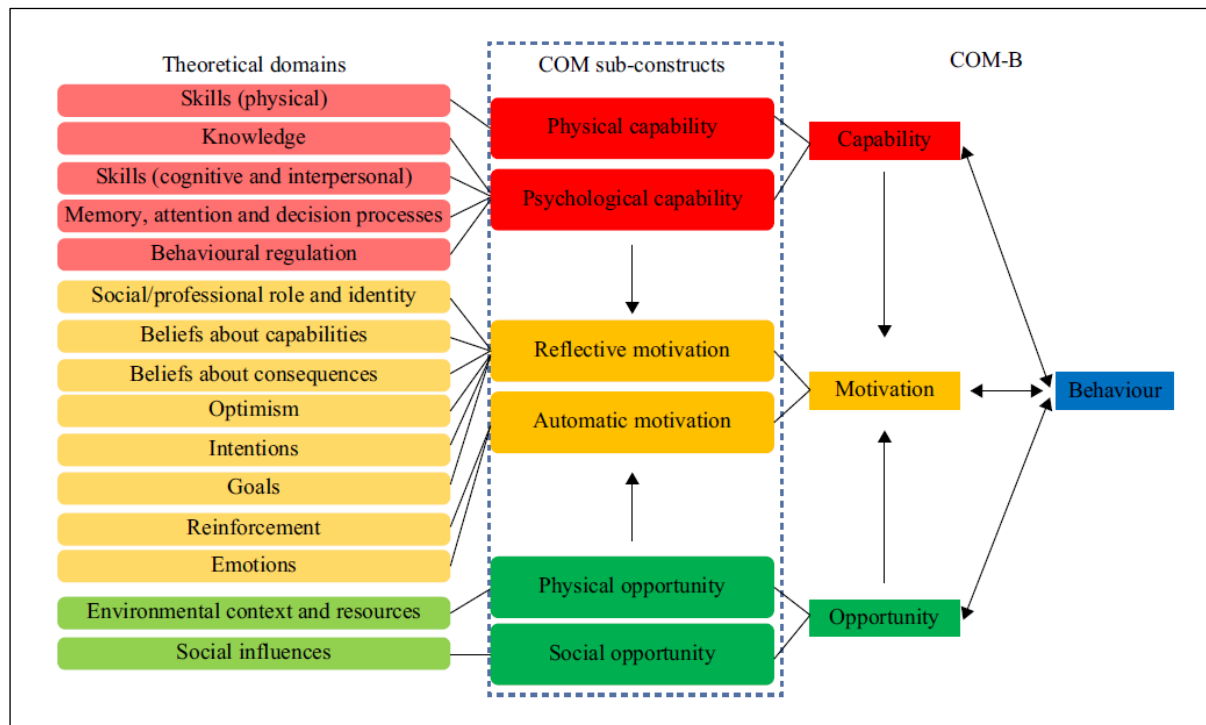 Theoretical domains
COM sub-constructs
COM-B
Skills (physical)
Knowledge
Skills (cognitive and interpersonal)
Memory, attention and decision processes
Behavioural regulation
Social/professional role and identity
Beliefs about capabilities
Beliefs about consequences
Optimism
Intentions
Goals
Reinforcement
Emotions
Environmental context and resources
Social influences
Physical capability
Psychological capability
Reflective motivation
Automatic motivation
Physical opportunity
Social opportunity
Capability
Motivation
Opportunity
Behaviour